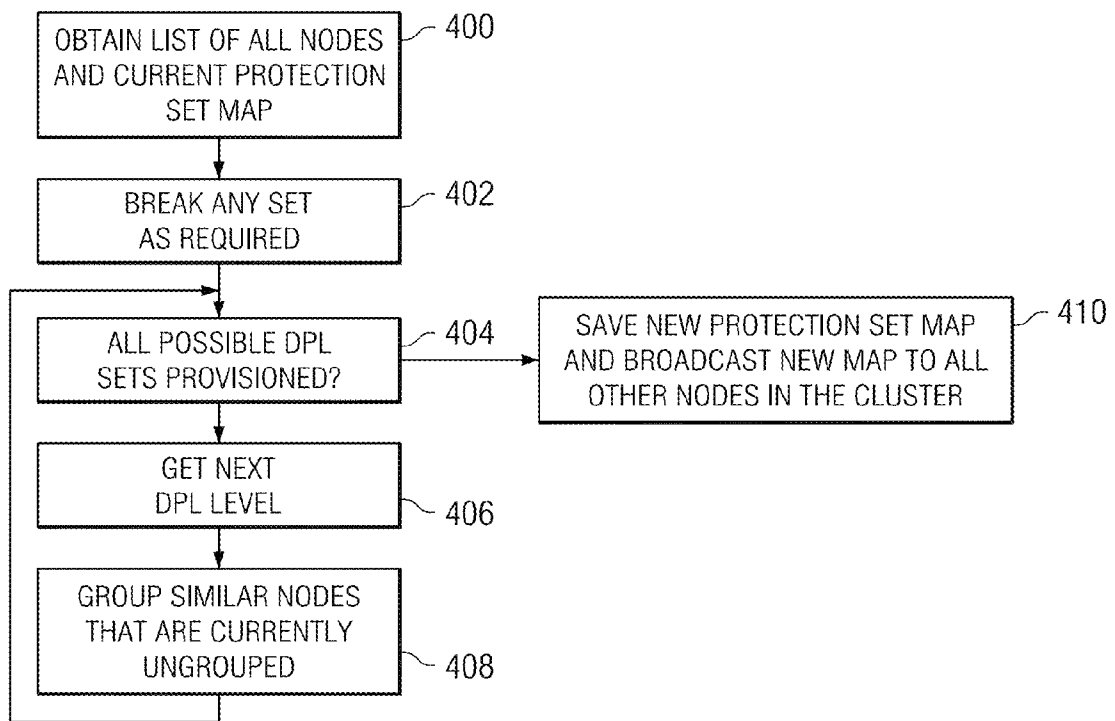 OBTAIN LIST OF ALL NODES
AND CURRENT PROTECTION
SET MAP
400
BREAK ANY SET
AS REQUIRED
402
ALL POSSIBLE DPL
SETS PROVISIONED?
404
SAVE NEW PROTECTION SET MAP
AND BROADCAST NEW MAP TO ALL
OTHER NODES IN THE CLUSTER
410
GET NEXT
DPL LEVEL
406
GROUP SIMILAR NODES
THAT ARE CURRENTLY
UNGROUPED
408